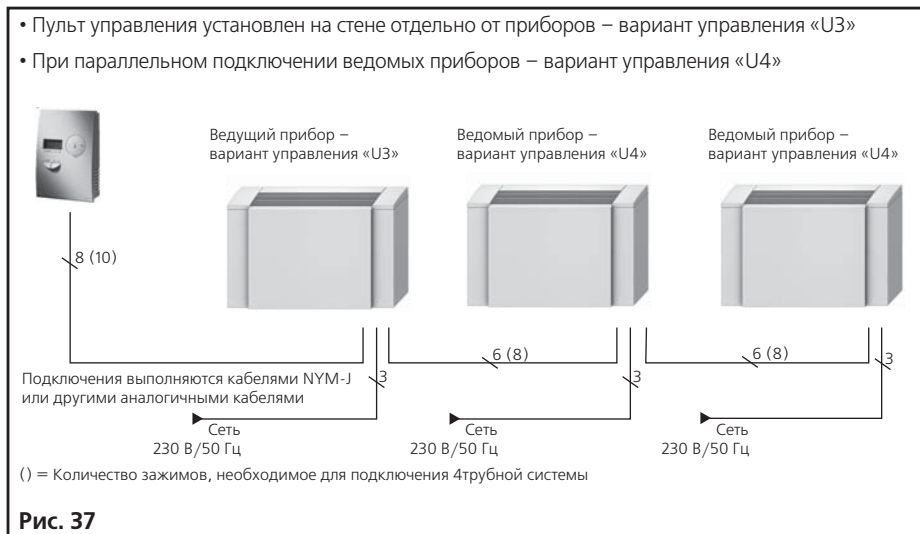 • Пульт управления установлен на стене отдельно от приборов – вариант управления «U3»
• При параллельном подключении ведомых приборов – вариант управления «U4»
Ведущий прибор –
вариант управления «U3»
Ведомый прибор –
вариант управления «U4»
Ведомый прибор –
вариант управления «U4»
8 (10)
6 (8)
6 (8)
Подключения выполняются кабелями NYM-J
или другими аналогичными кабелями
3
3
3
Сеть
230 В/50 Гц
Сеть
230 В/50 Гц
Сеть
230 В/50 Гц
() = Количество зажимов, необходимое для подключения 4трубной системы
Рис. 37